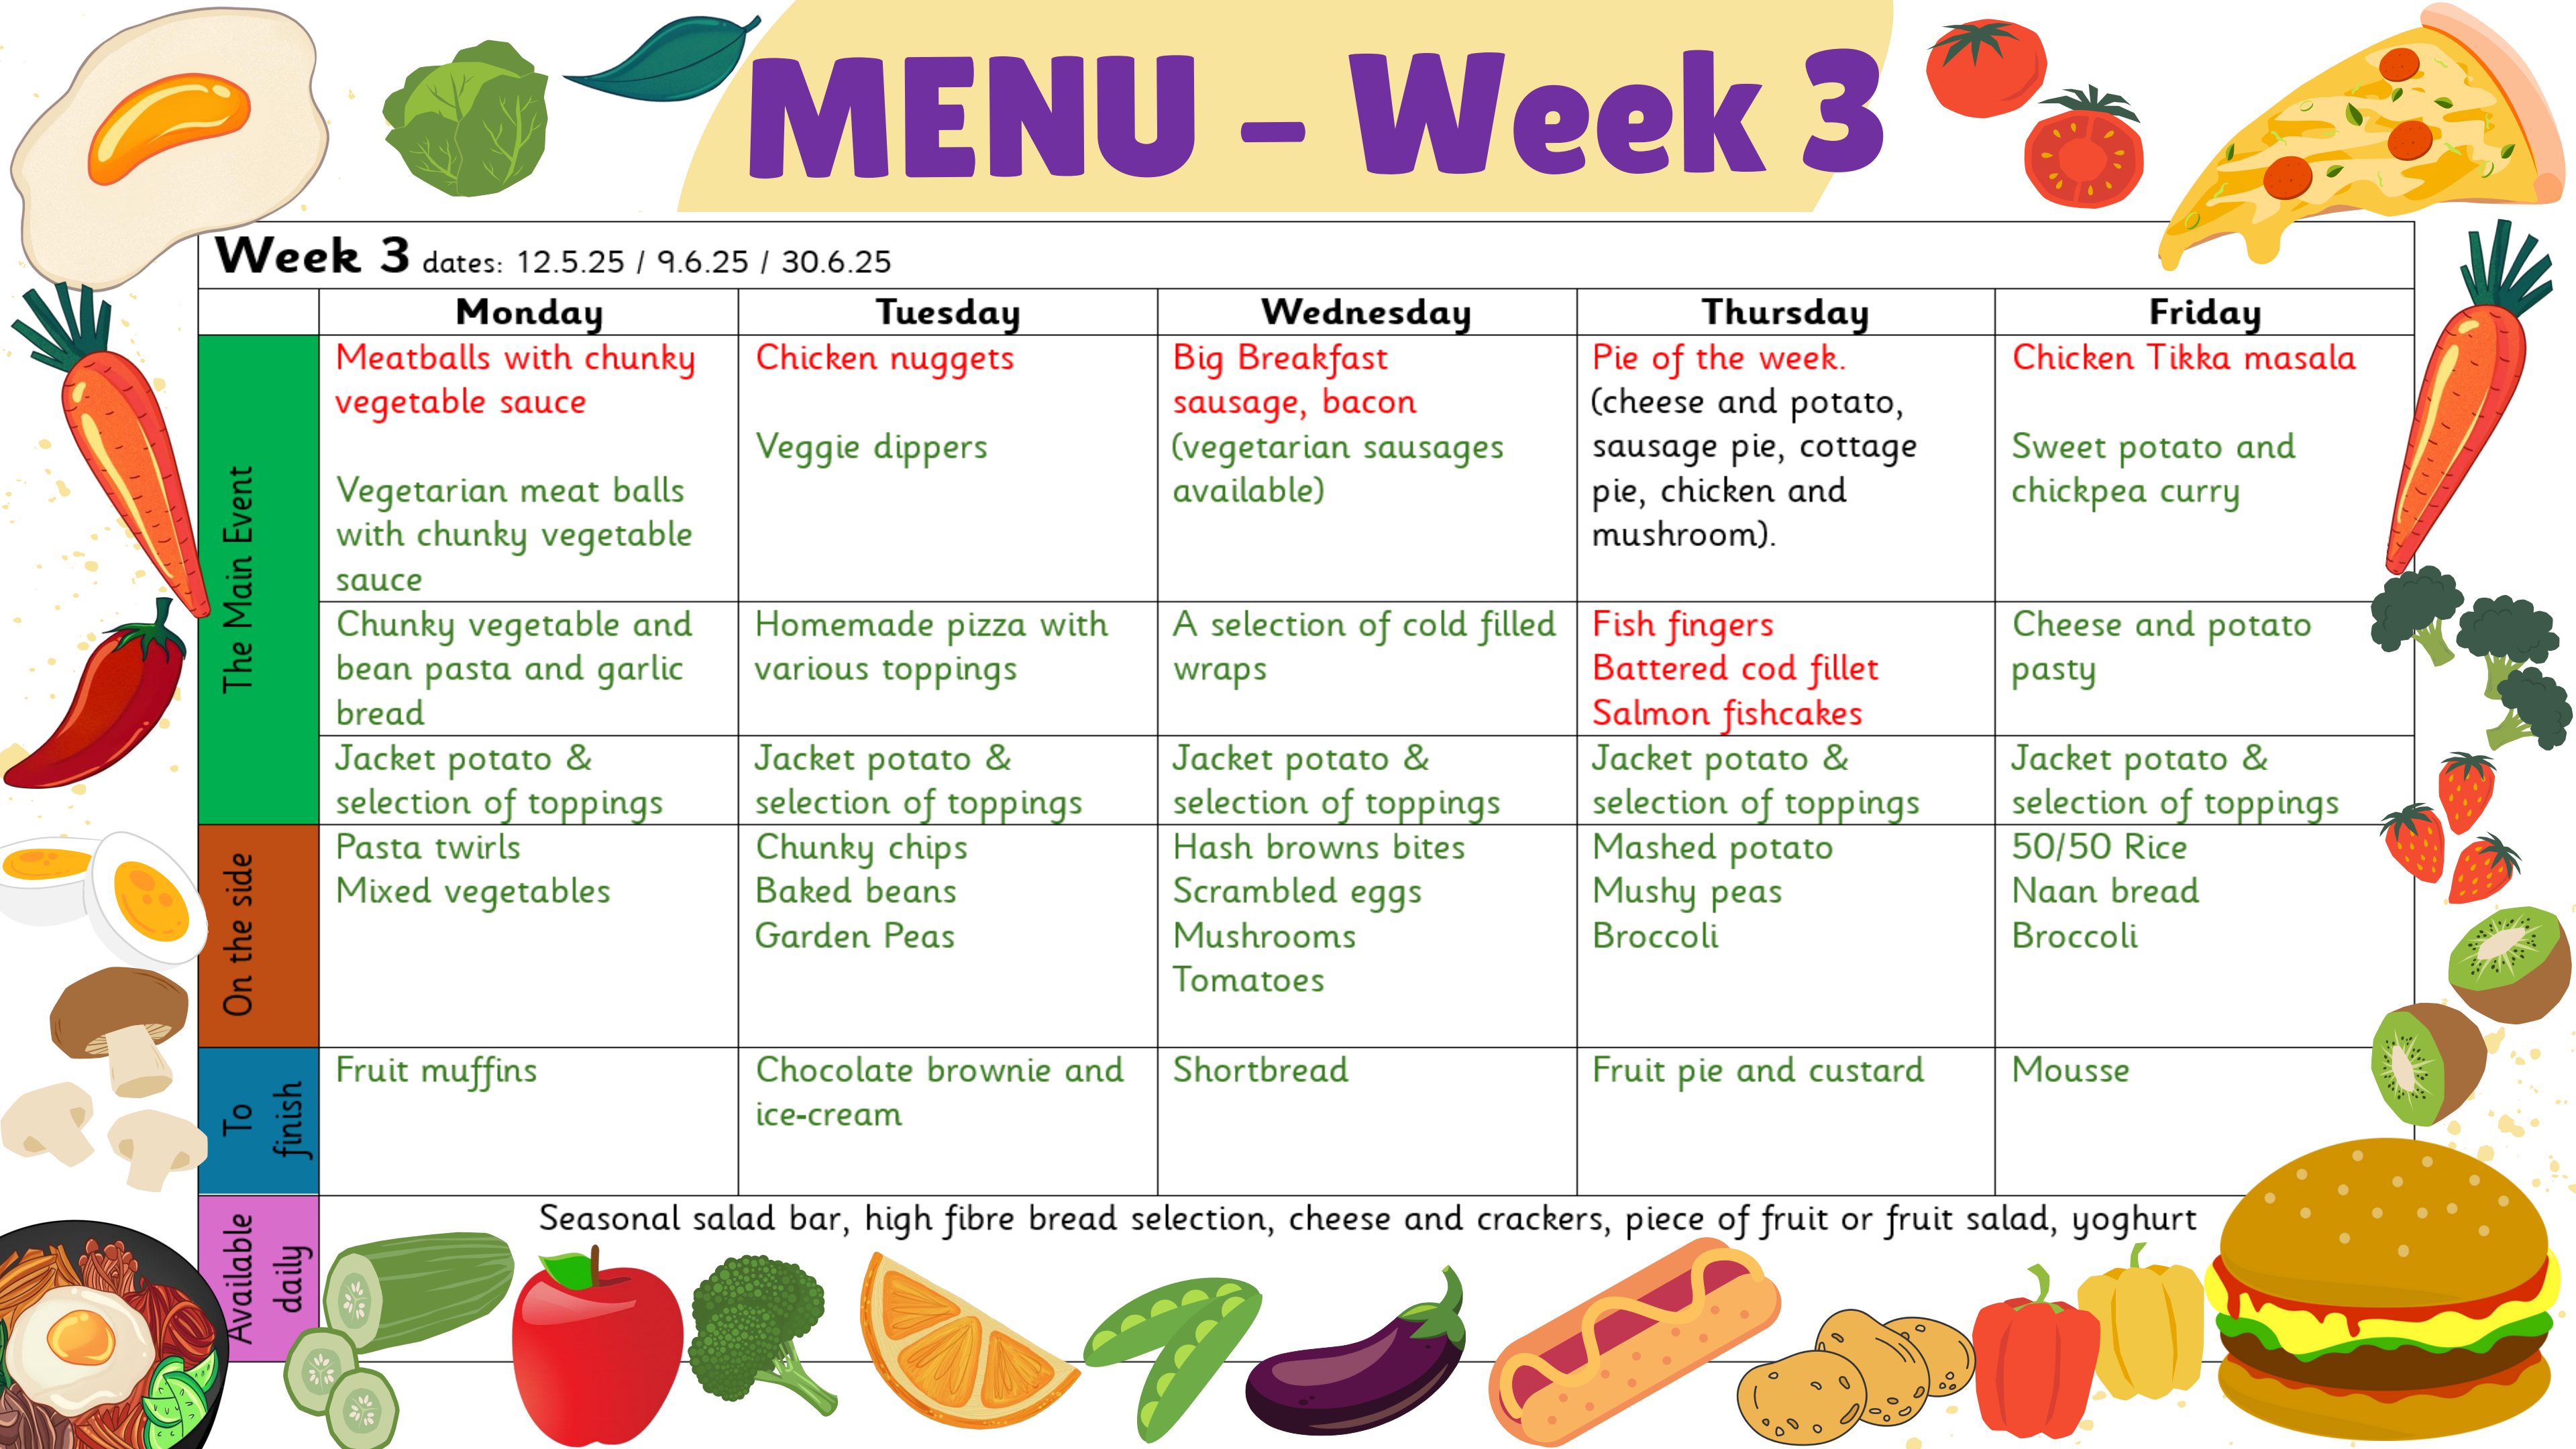 MENU - Week 3
Week 3 dates: 12.5.25 / 9.6.25 / 30.6.25
Monday
Tuesday
Wednesday
Thursday
Friday
The Main Event
Meatballs with chunky
vegetable sauce
Vegetarian meat balls
with chunky vegetable
sauce
Chicken nuggets
Veggie dippers
Big Breakfast
sausage, bacon
(vegetarian sausages
available)
Pie of the week.
(cheese and potato,
sausage pie, cottage
pie, chicken and
mushroom).
Chicken Tikka masala
Sweet potato and
chickpea curry
Chunky vegetable and
bean pasta and garlic
bread
Homemade pizza with
various toppings
A selection of cold filled
wraps
Fish fingers
Battered cod fillet
Salmon fishcakes
Cheese and potato
pasty
Jacket potato &
selection of toppings
Jacket potato &
selection of toppings
Jacket potato &
selection of toppings
Jacket potato &
selection of toppings
Jacket potato &
selection of toppings
On the side
Pasta twirls
Mixed vegetables
Chunky chips
Baked beans
Garden Peas
Hash browns bites
Scrambled eggs
Mushrooms
Tomatoes
Mashed potato
Mushy peas
Broccoli
50/50 Rice
Naan bread
Broccoli
To
finish
Fruit muffins
Chocolate brownie and
ice-cream
Shortbread
Fruit pie and custard
Mousse
Available
daily
Seasonal salad bar, high fibre bread selection, cheese and crackers, piece of fruit or fruit salad, yoghurt